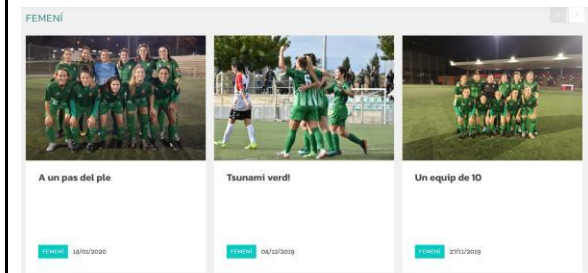 FEMENÍ
A un pas del ple
Tsunami verd!
Un equip de 10
FEMENÍ 14/01/2020
FEMENÍ 04/12/2019
FEMENÍ 27/11/2019